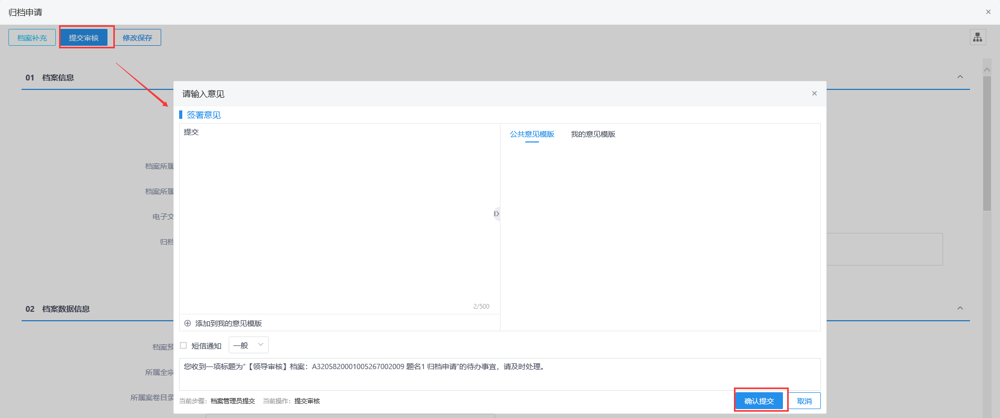 归档申请
档案补充 提交审核 修改保存
01 档案信息
请输入意见
签署意见
提交
公共意见模版 我的意见模版
档案所属
档案所属
电子文
归档
2/500
02 档案数据信息
添加到我的意见模版
短信通知 一般
档案预
您收到一项标题为“【领导审核】档案：A3205820001005267002009 题名1 归档申请”的待办事宜，请及时处理。
所属全宗
所属案卷目录
当前步骤：档案管理员提交 当前操作：提交审核
确认提交 取消